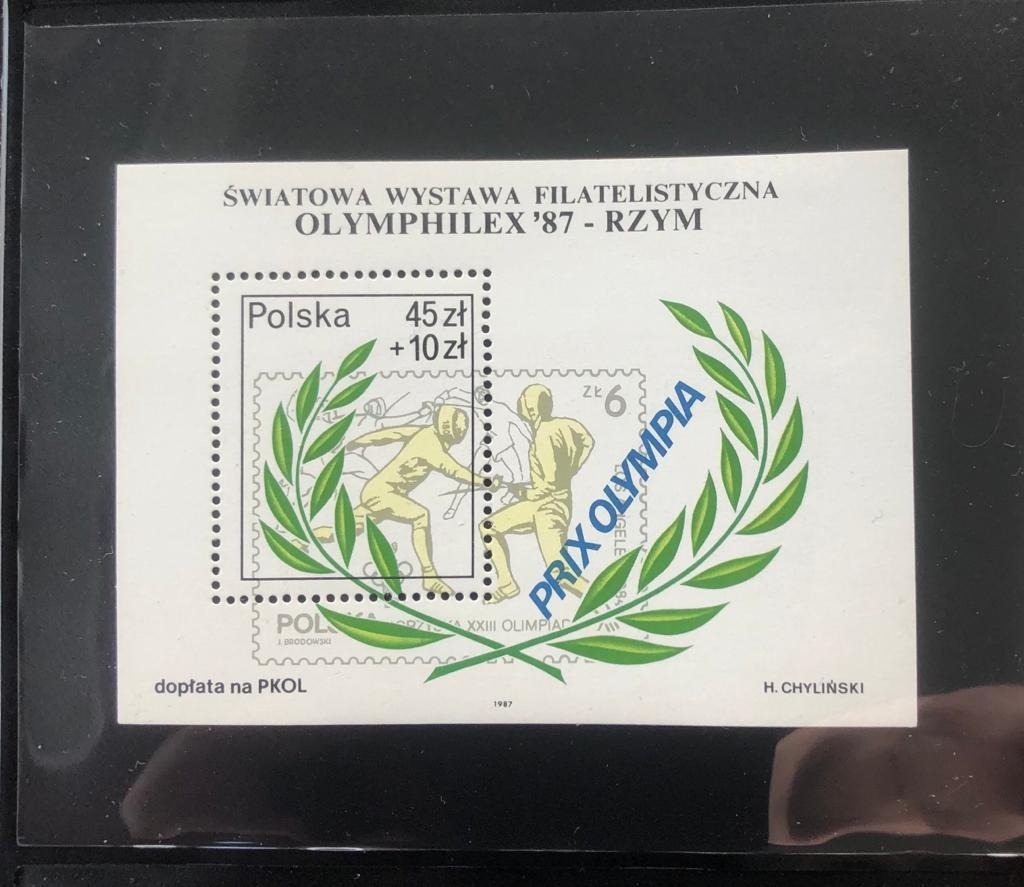 ŚWIATOWA WYSTAWA FILATELISTYCZNA
OLYMPHILEX '87 - RZYM
Polska 45 zł
+10 zł
ZŁ 6
PRIX OLYMPIA
XXIII OLIMPIAD
J. BRODOWSKI
dopłata na PKOL
H. CHYLIŃSKI
1987